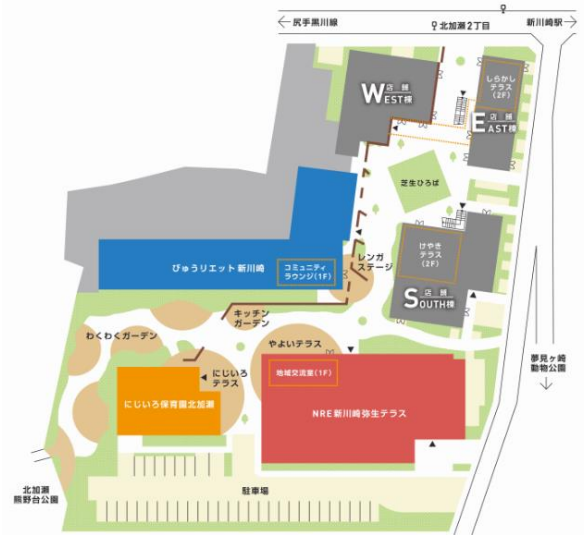 尻手黒川線
新川崎駅
北加瀬2丁目
店舗
WEST棟
しらかし
テラス
(2F)
店舗
EAST棟
芝生ひろば
けやき
テラス
(2F)
店舗
SOUTH棟
びゅうリエット 新川崎
コミュニティ
ラウンジ(1F)
レンガ
ステージ
キッチン
ガーデン
わくわくガーデン
やよいテラス
にじいろ
テラス
地域交流室(1F)
にじいろ保育園北加瀬
NRE新川崎弥生テラス
夢見ヶ崎
動物公園
北加瀬
熊野台公園
駐車場